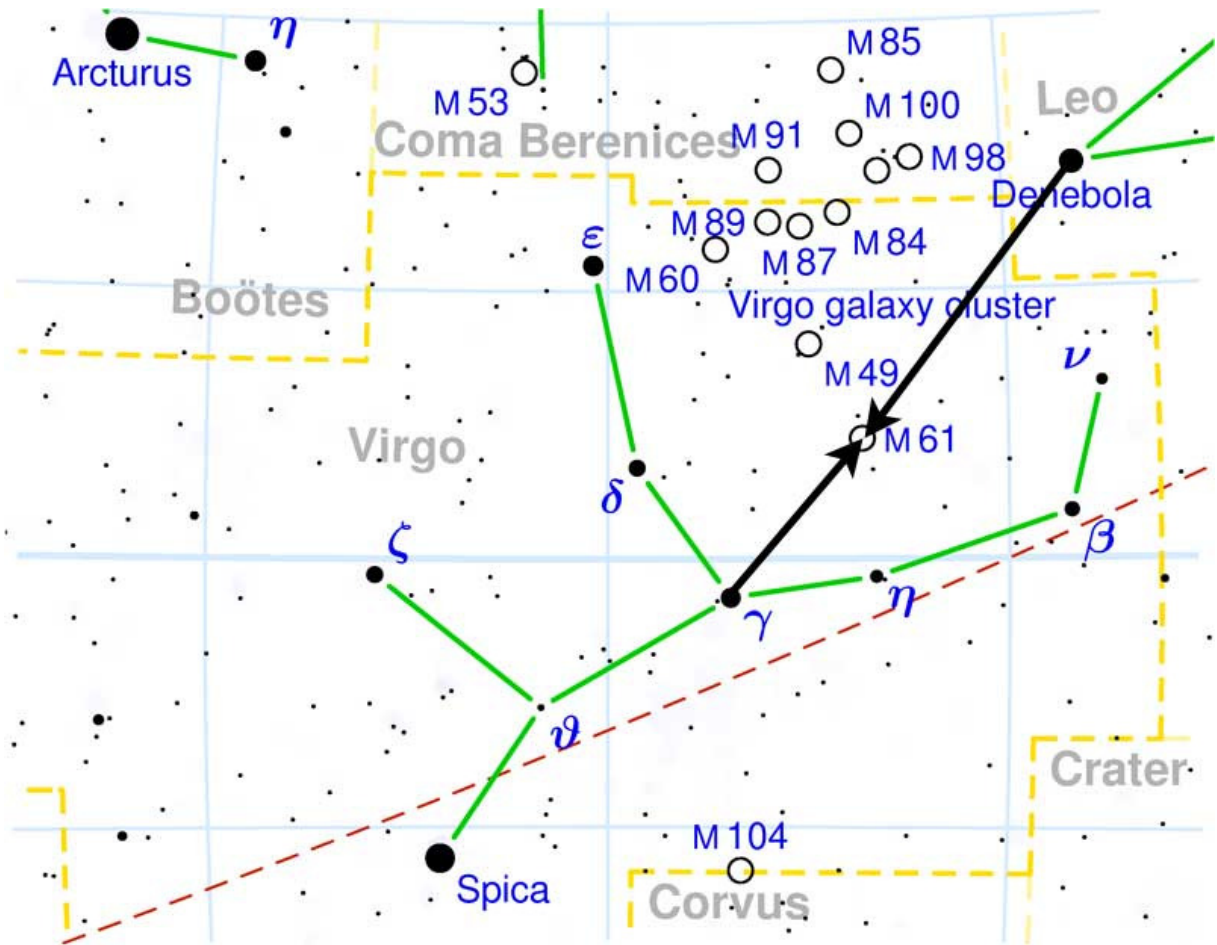 η
Arcturus
M 85
M 53
M 100
Leo
Coma Berenices
M 91
M 98
Denebola
M 89
ε
M 84
M 87
M 60
Boötes
Virgo galaxy cluster
ν
M 49
Virgo
M 61
δ
ζ
β
η
γ
ϑ
Crater
M 104
Spica
Corvus